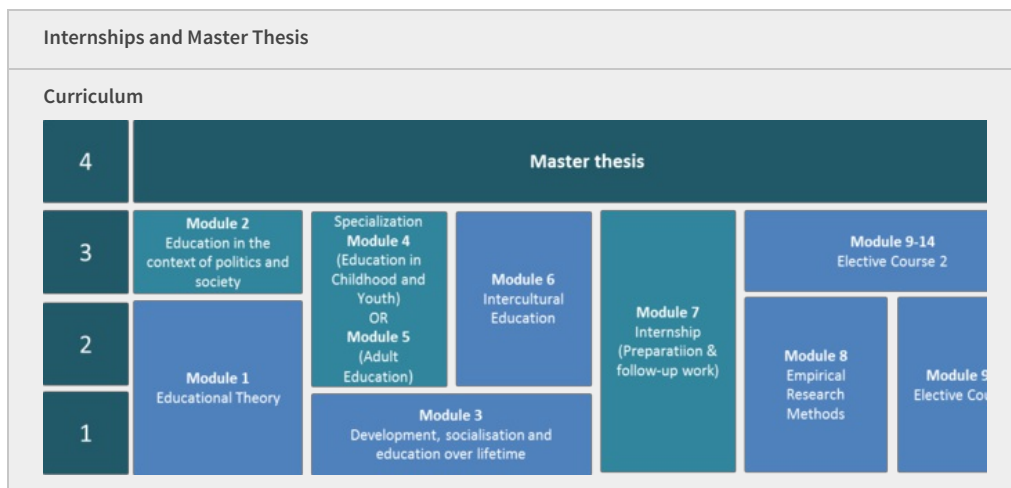 Internships and Master Thesis
Curriculum
4
Master thesis
3
Module 2
Education in the
context of politics and
society
Specialization
Module 4
(Education in
Childhood and
Youth)
OR
Module 5
(Adult
Education)
Module 6
Intercultural
Education
Module 7
Internship
(Preparatiion &
follow-up work)
Module 9-14
Elective Course 2
2
Module 1
Educational Theory
Module 8
Empirical
Research
Methods
Module 9
Elective
1
Module 3
Development, socialisation and
education over lifetime